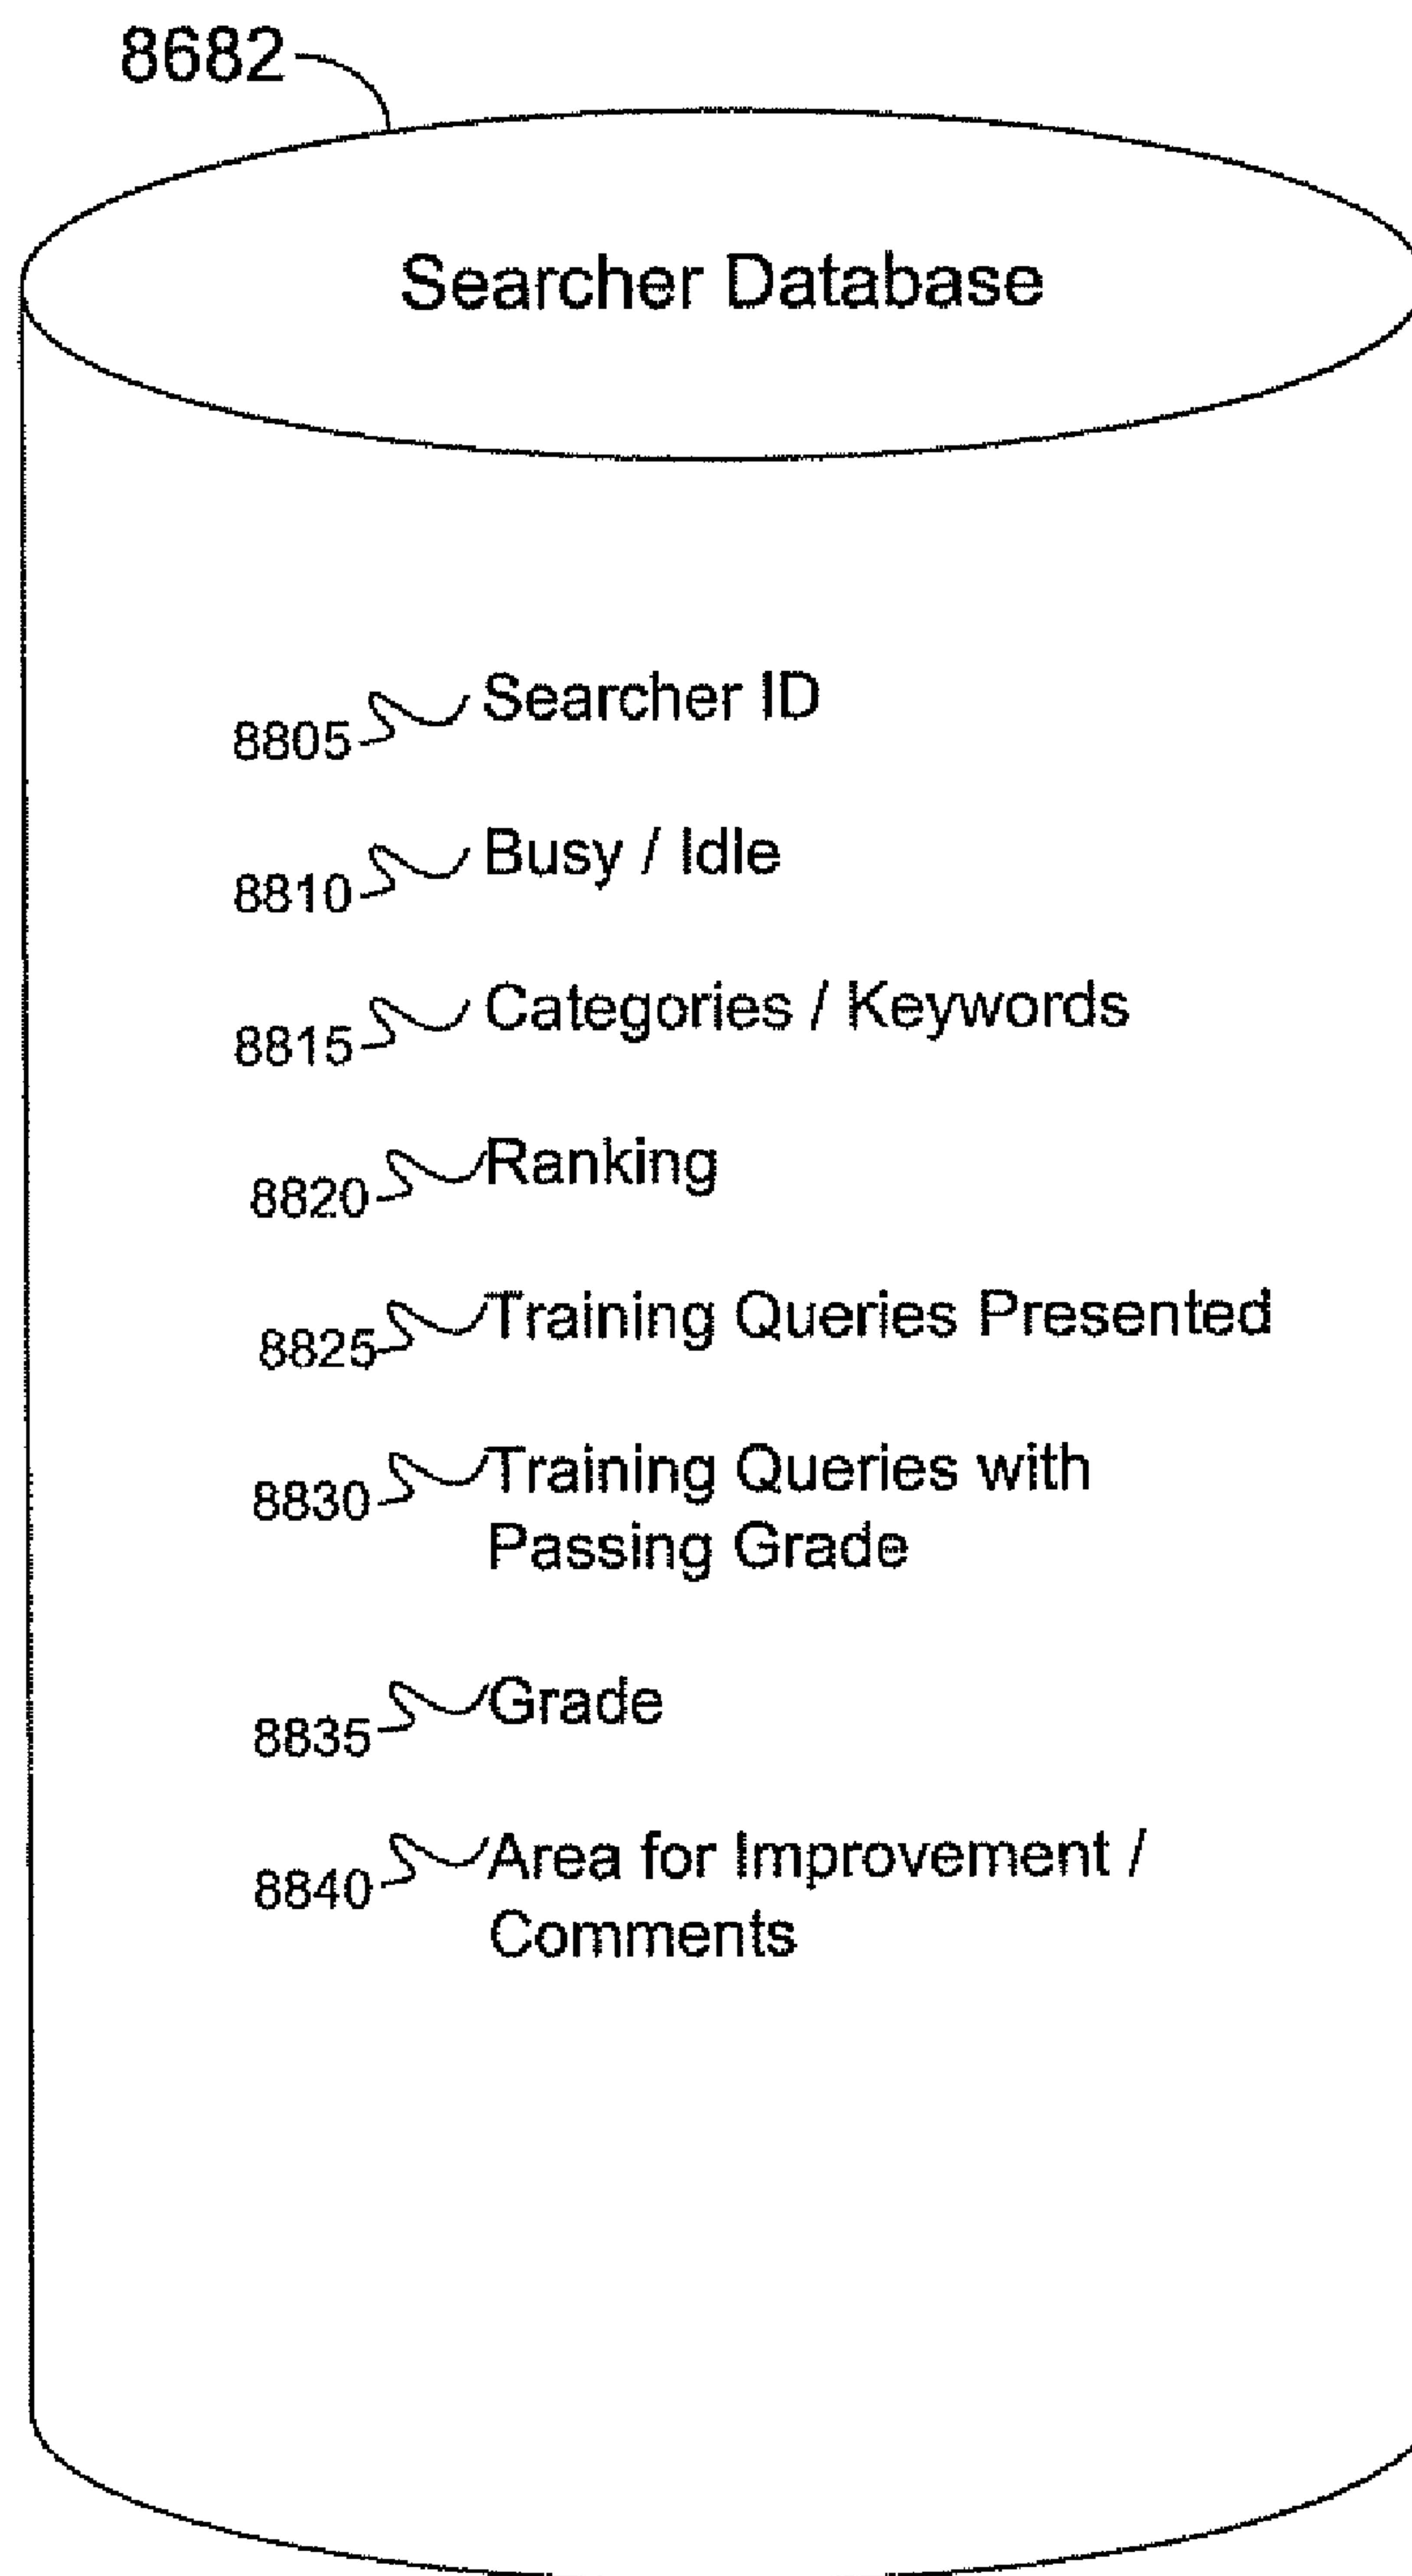 8682
Searcher Database
8805 Searcher ID
8810 Busy / Idle
8815 Categories / Keywords
8820 Ranking
8825 Training Queries Presented
8830 Training Queries with
Passing Grade
8835 Grade
8840 Area for Improvement /
Comments